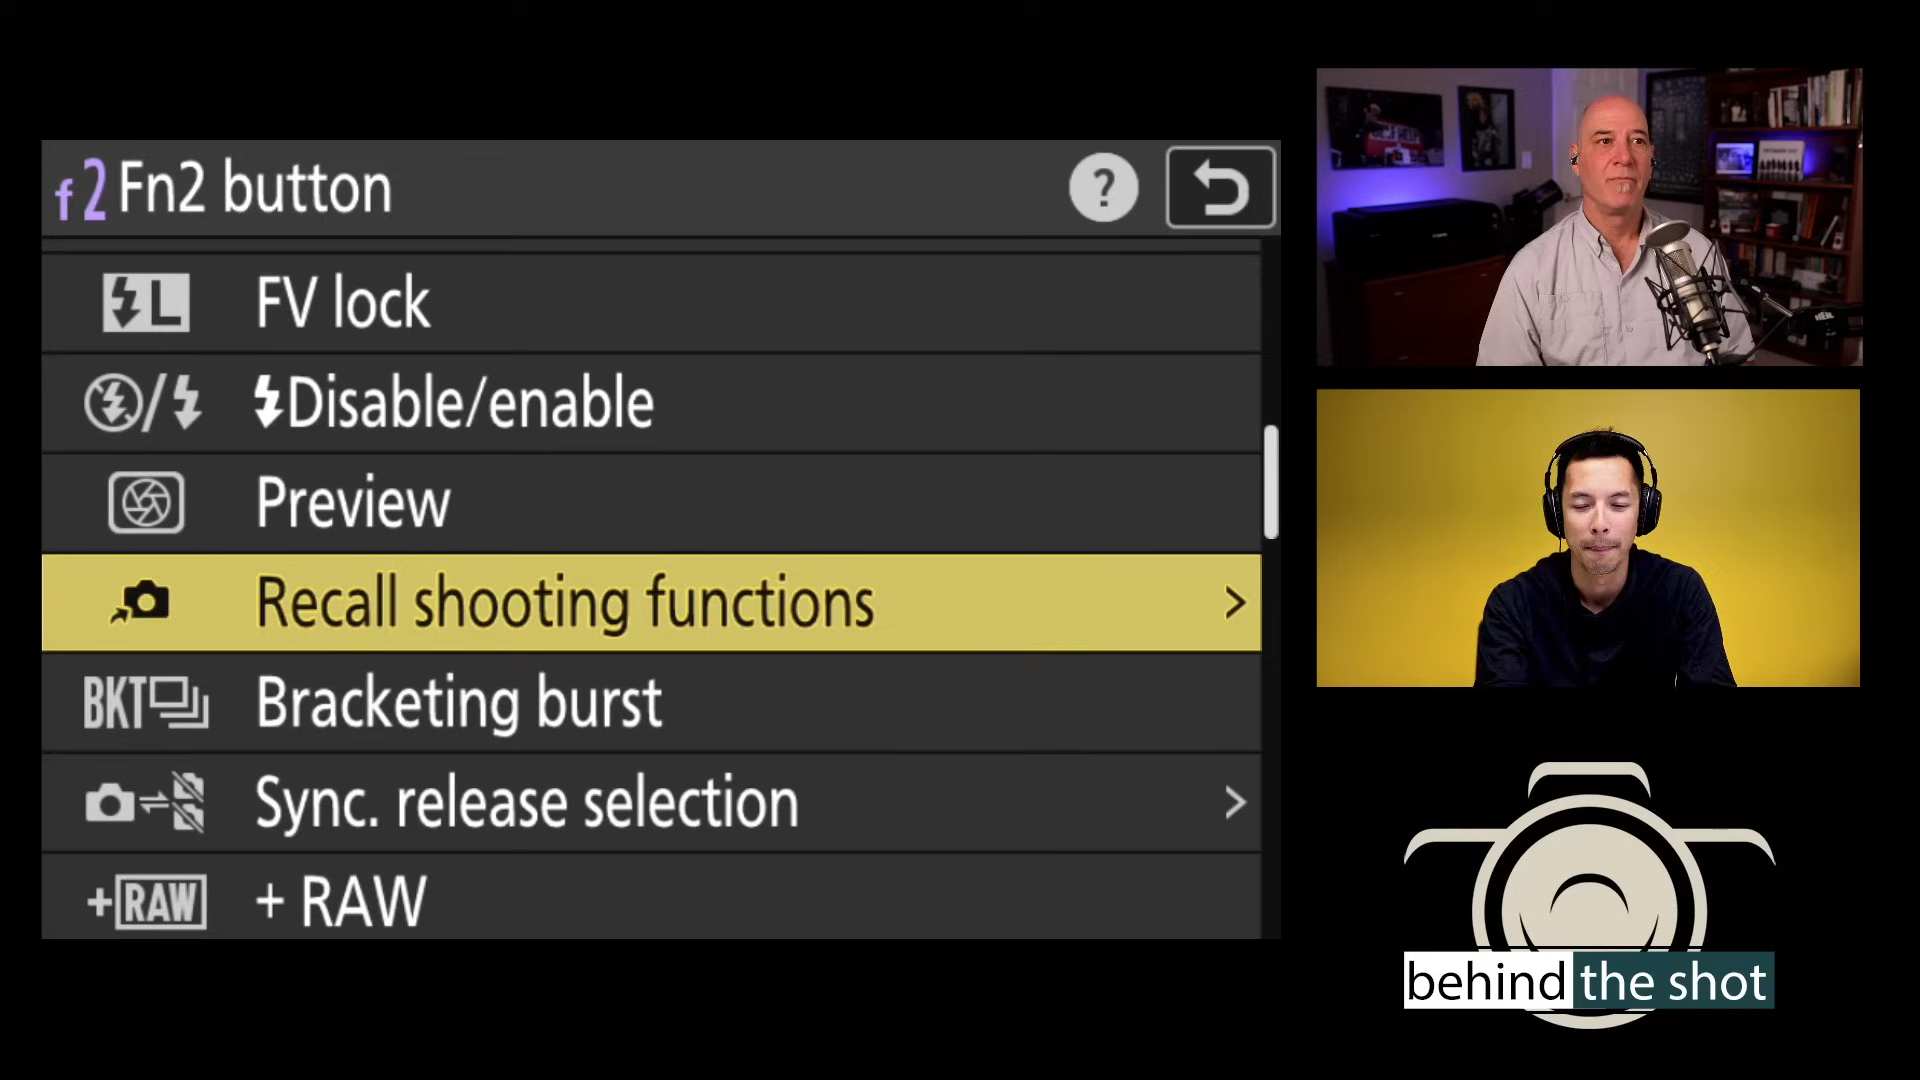 f2 Fn2 button ?
L FV lock
/ Disable/enable
Preview
Recall shooting functions >
BKT Bracketing burst
Sync. release selection >
+RAW + RAW
behind the shot